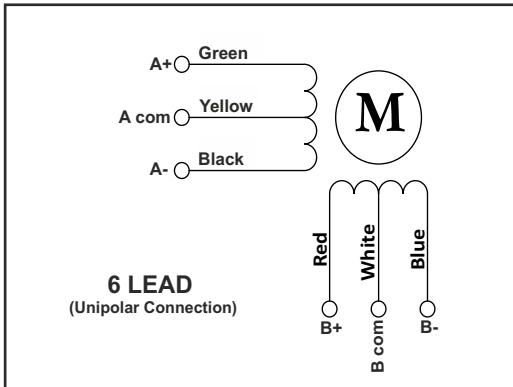 A+ Green
A com Yellow
A- Black
M
Red
White
Blue
B+
B com
B-
6 LEAD
(Unipolar Connection)